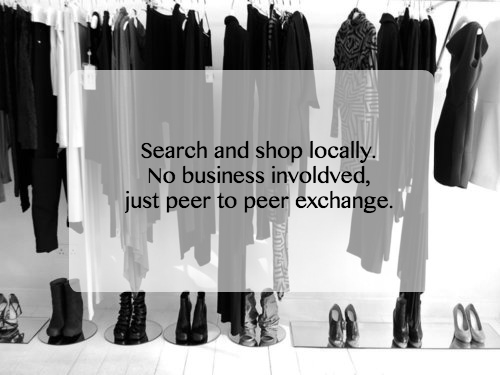 Search and shop locally.
No business involdved,
just peer to peer exchange.